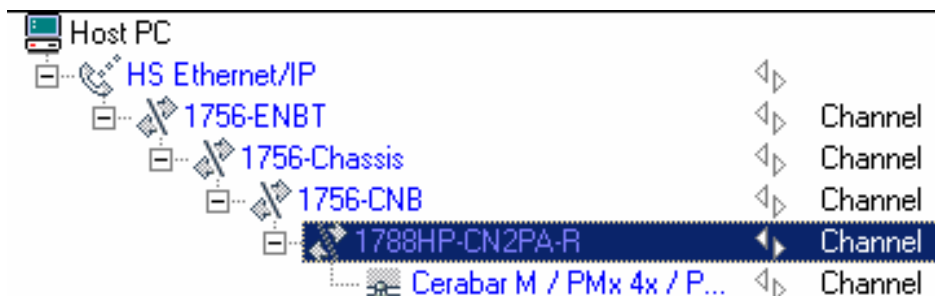 Host PC
HS Ethernet/IP
1756-ENBT Channel
1756-Chassis Channel
1756-CNB Channel
1788HP-CN2PA-R Channel
Cerabar M / PMx 4x / P... Channel